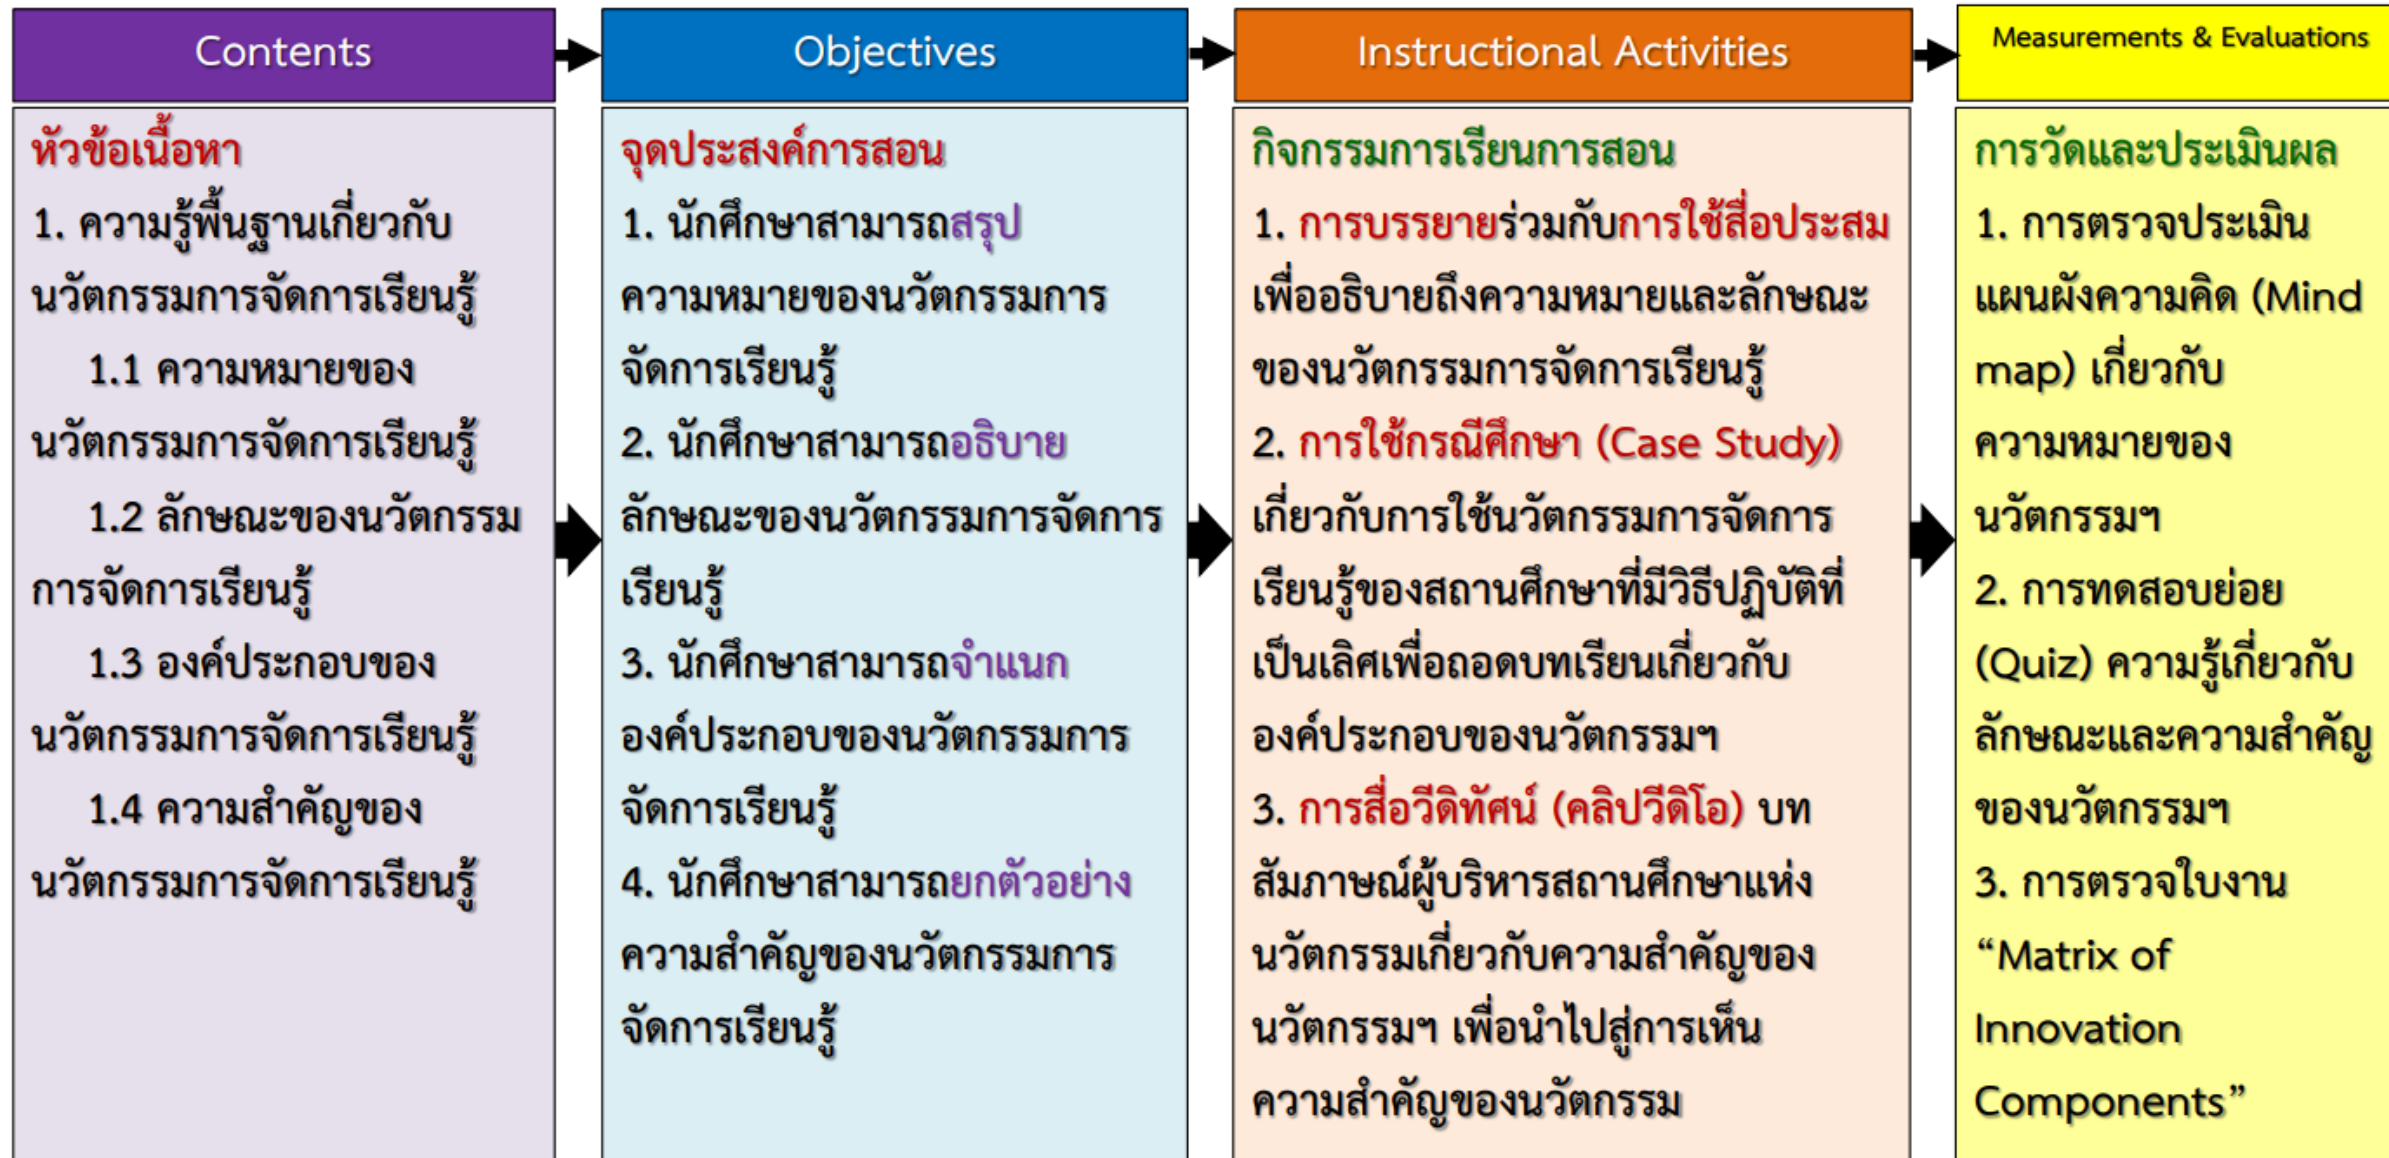 Contents
Objectives
Instructional Activities
Measurements & Evaluations
หัวข้อเนื้อหา
1. ความรู้พื้นฐานเกี่ยวกับ
นวัตกรรมการจัดการเรียนรู้
1.1 ความหมายของ
นวัตกรรมการจัดการเรียนรู้
1.2 ลักษณะของนวัตกรรม
การจัดการเรียนรู้
1.3 องค์ประกอบของ
นวัตกรรมการจัดการเรียนรู้
1.4 ความสำคัญของ
นวัตกรรมการจัดการเรียนรู้
จุดประสงค์การสอน
1. นักศึกษาสามารถสรุป
ความหมายของนวัตกรรมการ
จัดการเรียนรู้
2. นักศึกษาสามารถอธิบาย
ลักษณะของนวัตกรรมการจัดการ
เรียนรู้
3. นักศึกษาสามารถจำแนก
องค์ประกอบของนวัตกรรมการ
จัดการเรียนรู้
4. นักศึกษาสามารถยกตัวอย่าง
ความสำคัญของนวัตกรรมการ
จัดการเรียนรู้
กิจกรรมการเรียนการสอน
1. การบรรยายร่วมกับการใช้สื่อประสม
เพื่ออธิบายถึงความหมายและลักษณะ
ของนวัตกรรมการจัดการเรียนรู้
2. การใช้กรณีศึกษา (Case Study)
เกี่ยวกับการใช้นวัตกรรมการจัดการ
เรียนรู้ของสถานศึกษาที่มีวิธีปฏิบัติที่
เป็นเลิศเพื่อถอดบทเรียนเกี่ยวกับ
องค์ประกอบของนวัตกรรมฯ
3. การสื่อวีดิทัศน์ (คลิปวีดิโอ) บท
สัมภาษณ์ผู้บริหารสถานศึกษาแห่ง
นวัตกรรมเกี่ยวกับความสำคัญของ
นวัตกรรมฯ เพื่อนำไปสู่การเห็น
ความสำคัญของนวัตกรรม
การวัดและประเมินผล
1. การตรวจประเมิน
แผนผังความคิด (Mind
map) เกี่ยวกับ
ความหมายของ
นวัตกรรมฯ
2. การทดสอบย่อย
(Quiz) ความรู้เกี่ยวกับ
ลักษณะและความสำคัญ
ของนวัตกรรมฯ
3. การตรวจใบงาน
“Matrix of
Innovation
Components”